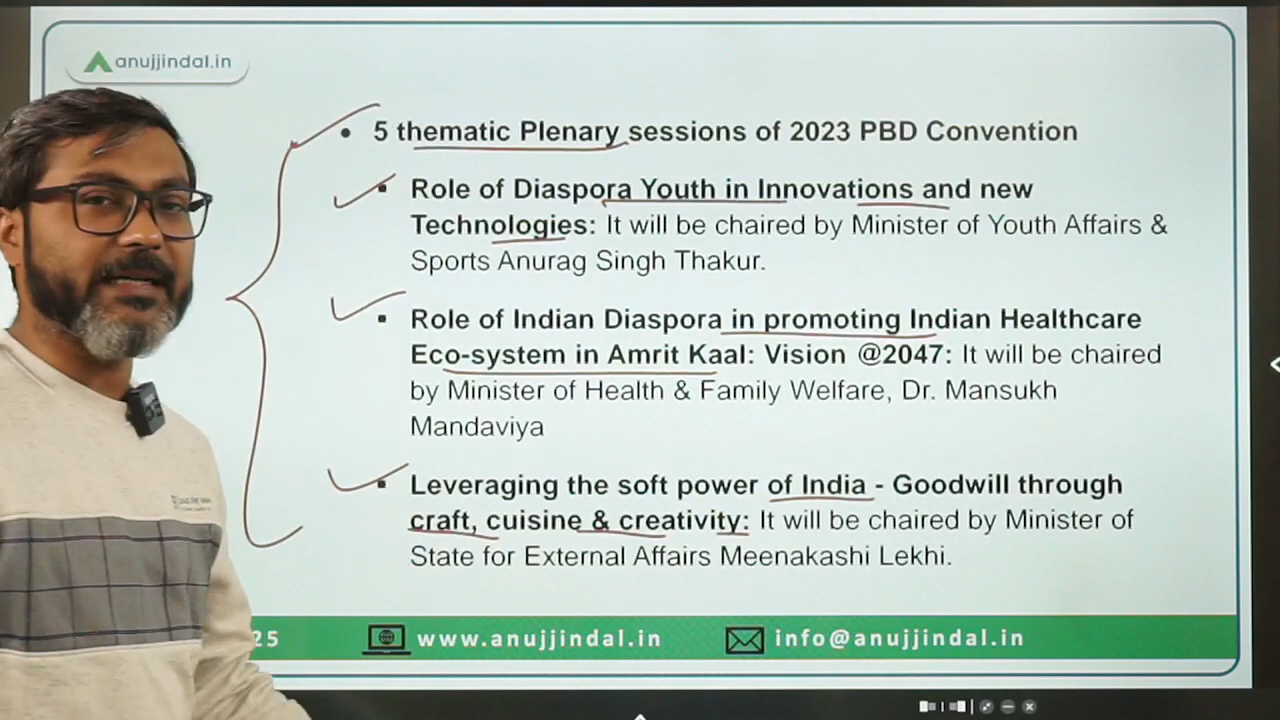 anujjindal.in
• 5 thematic Plenary sessions of 2023 PBD Convention
▪ Role of Diaspora Youth in Innovations and new
Technologies: It will be chaired by Minister of Youth Affairs &
Sports Anurag Singh Thakur.
▪ Role of Indian Diaspora in promoting Indian Healthcare
Eco-system in Amrit Kaal: Vision @2047: It will be chaired
by Minister of Health & Family Welfare, Dr. Mansukh
Mandaviya
▪ Leveraging the soft power of India - Goodwill through
craft, cuisine & creativity: It will be chaired by Minister of
State for External Affairs Meenakashi Lekhi.
25 www.anujjindal.in info@anujjindal.in